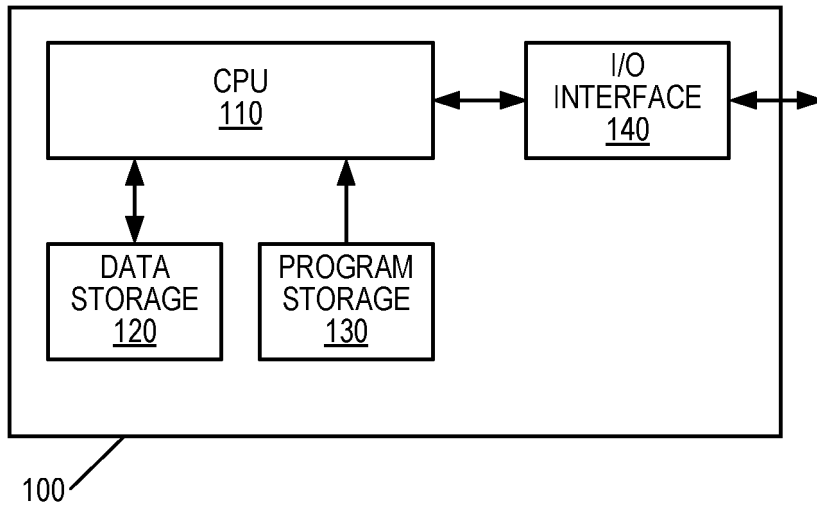 CPU
110
I/O
INTERFACE
140
DATA
STORAGE
120
PROGRAM
STORAGE
130
100